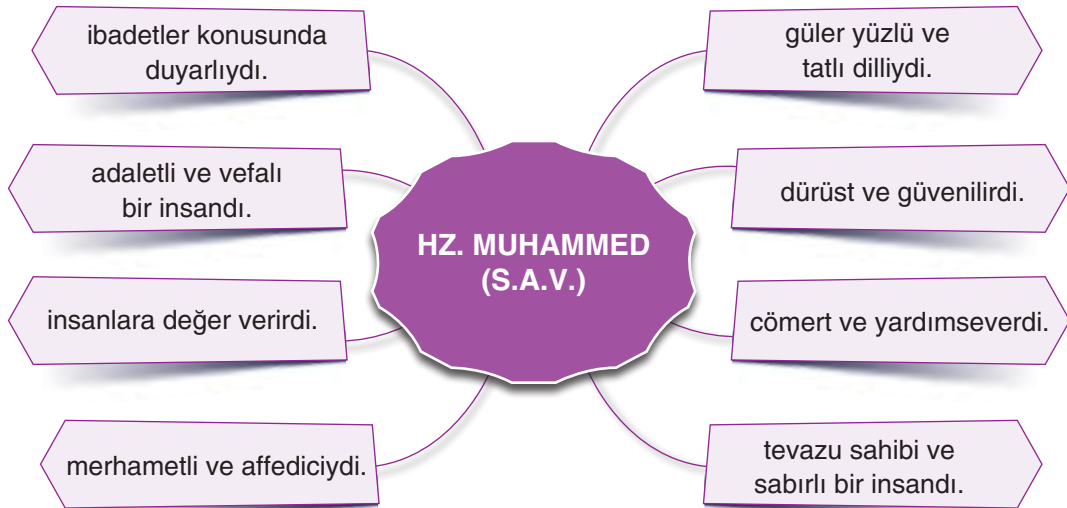 ibadetler konusunda
duyarlıydı.
güler yüzlü ve
tatlı dilliydi.
adaletli ve vefalı
bir insandı.
dürüst ve güvenilirdi.
HZ. MUHAMMED
(S.A.V.)
insanlara değer verirdi.
cömert ve yardımseverdi.
merhametli ve affediciydi.
tevazu sahibi ve
sabırlı bir insandı.